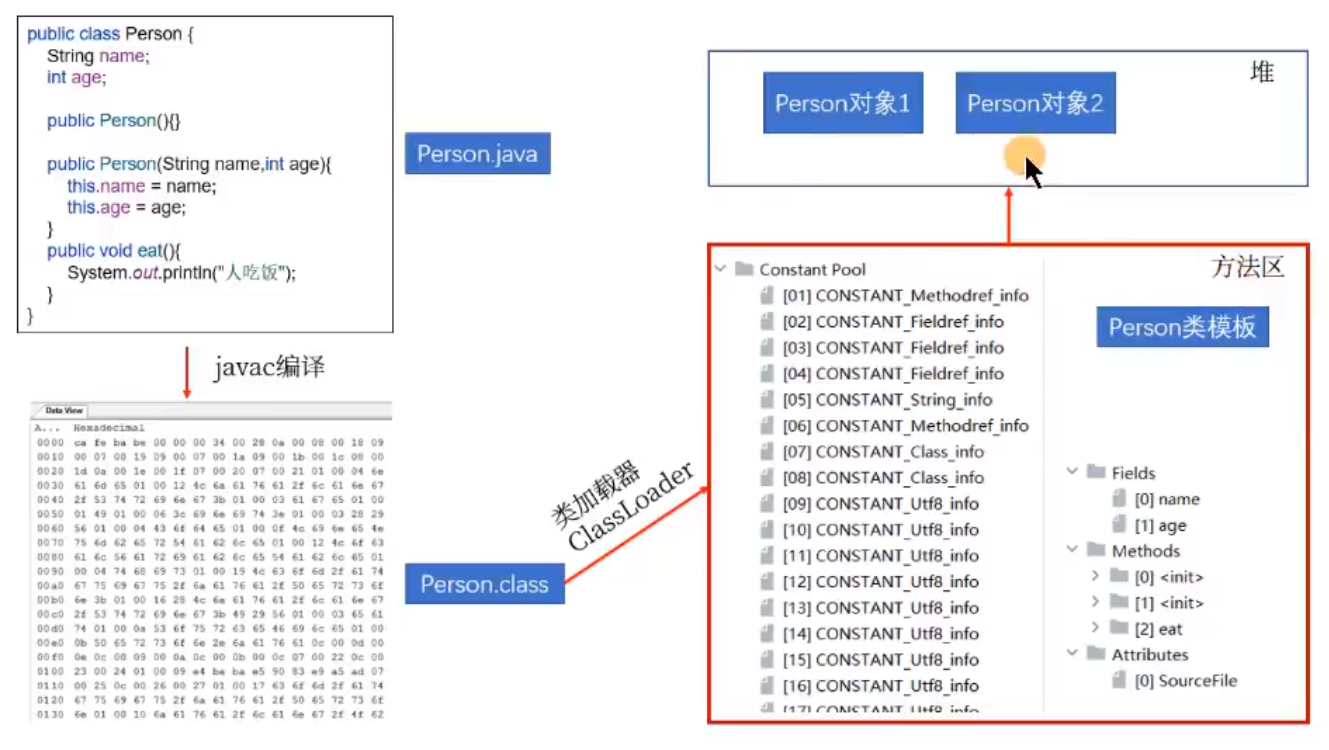 public class Person {
String name;
int age;
public Person(){}
public Person(String name,int age){
this.name = name;
this.age = age;
}
public void eat(){
System.out.println("人吃饭");
}
}
Person.java
javac编译
Data View
A... Hexadecimal
0000 ca fe ba be 00 00 00 34 00 28 0a 00 08 00 18 09
0010 00 07 00 19 09 00 07 00 1a 09 00 1b 00 1c 08 00
0020 1d 0a 00 1e 00 1f 07 00 20 07 00 21 01 00 04 6e
0030 61 6d 65 01 00 12 4c 6a 61 76 61 2f 6c 61 6e 67
0040 2f 53 74 72 69 6e 67 3b 01 00 03 61 67 65 01 00
0050 01 49 01 00 06 3c 69 6e 69 74 3e 01 00 03 28 29
0060 56 01 00 04 43 6f 64 65 01 00 0f 4c 69 6e 65 4e
0070 75 6d 62 65 72 54 61 62 6c 65 01 00 12 4c 6f 63
0080 61 6c 56 61 72 69 61 62 6c 65 54 61 62 6c 65 01
0090 00 04 74 68 69 73 01 00 19 4c 63 6f 6d 2f 61 74
00a0 67 75 69 67 75 2f 6a 61 76 61 2f 50 65 72 73 6f
00b0 6e 3b 01 00 16 28 4c 6a 61 76 61 2f 6c 61 6e 67
00c0 2f 53 74 72 69 6e 67 3b 49 29 56 01 00 03 65 61
00d0 74 01 00 0a 53 6f 75 72 63 65 46 69 6c 65 01 00
00e0 0b 50 65 72 73 6f 6e 2e 6a 61 76 61 0c 00 0d 00
00f0 0e 0c 00 09 00 0a 0c 00 0b 00 0c 07 00 22 0c 00
0100 23 00 24 01 00 09 e4 ba ba e5 90 83 e9 a5 ad 07
0110 00 25 0c 00 26 00 27 01 00 17 63 6f 6d 2f 61 74
0120 67 75 69 67 75 2f 6a 61 76 61 2f 50 65 72 73 6f
0130 6e 01 00 10 6a 61 76 61 2f 6c 61 6e 67 2f 4f 62
Person.class
类加载器
ClassLoader
堆
Person对象1
Person对象2
方法区
Constant Pool
[01] CONSTANT_Methodref_info
[02] CONSTANT_Fieldref_info
[03] CONSTANT_Fieldref_info
[04] CONSTANT_Fieldref_info
[05] CONSTANT_String_info
[06] CONSTANT_Methodref_info
[07] CONSTANT_Class_info
[08] CONSTANT_Class_info
[09] CONSTANT_Utf8_info
[10] CONSTANT_Utf8_info
[11] CONSTANT_Utf8_info
[12] CONSTANT_Utf8_info
[13] CONSTANT_Utf8_info
[14] CONSTANT_Utf8_info
[15] CONSTANT_Utf8_info
[16] CONSTANT_Utf8_info
[17] CONSTANT_Utf8_info
Person类模板
Fields
[0] name
[1] age
Methods
[0] <init>
[1] <init>
[2] eat
Attributes
[0] SourceFile